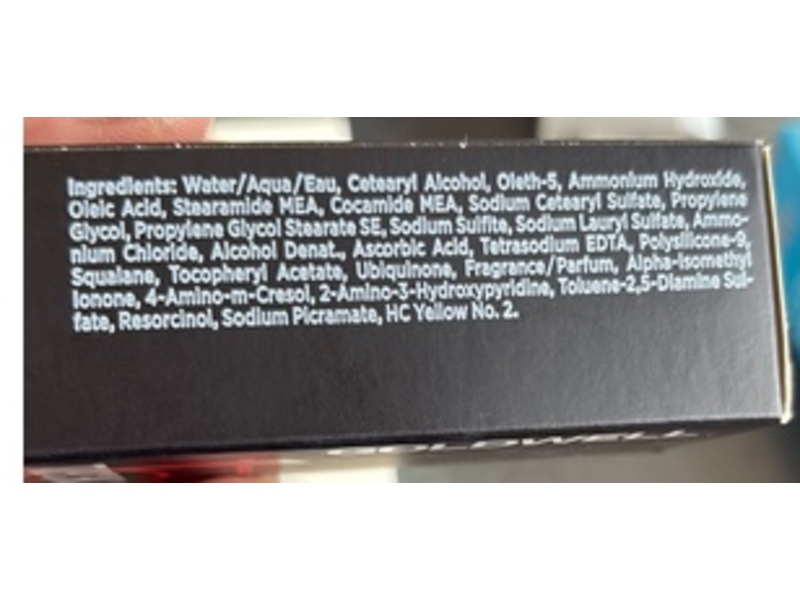 Ingredients: Water/Aqua/Eau, Cetearyl Alcohol, Oleth-5, Ammonium Hydroxide,
Oleic Acid, Stearamide MEA, Cocamide MEA, Sodium Cetearyl Sulfate, Propylene
Glycol, Propylene Glycol Stearate SE, Sodium Sulfite, Sodium Lauryl Sulfate, Ammo-
nium Chloride, Alcohol Denat., Ascorbic Acid, Tetrasodium EDTA, Polysilicone-9,
Squalane, Tocopheryl Acetate, Ubiquinone, Fragrance/Parfum, Alpha-Isomethyl
Ionone, 4-Amino-m-Cresol, 2-Amino-3-Hydroxypyridine, Toluene-2,5-Diamine Sul-
fate, Resorcinol, Sodium Picramate, HC Yellow No. 2.
GOLDWELL